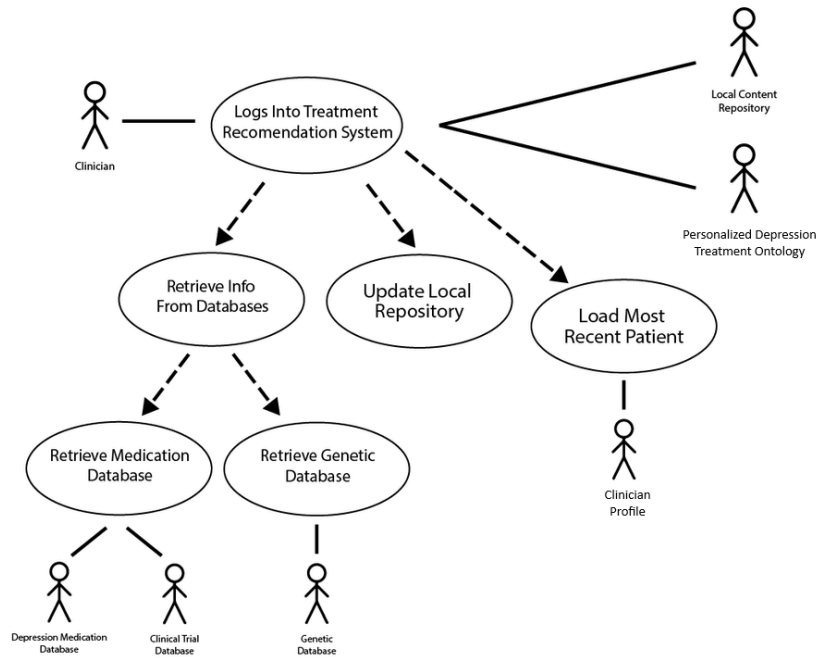 Local Content
Repository
Logs Into Treatment
Recomendation System
Clinician
Personalized Depression
Treatment Ontology
Retrieve Info
From Databases
Update Local
Repository
Load Most
Recent Patient
Retrieve Medication
Database
Retrieve Genetic
Database
Clinician
Profile
Depression Medication
Database
Clinical Trial
Database
Genetic
Database